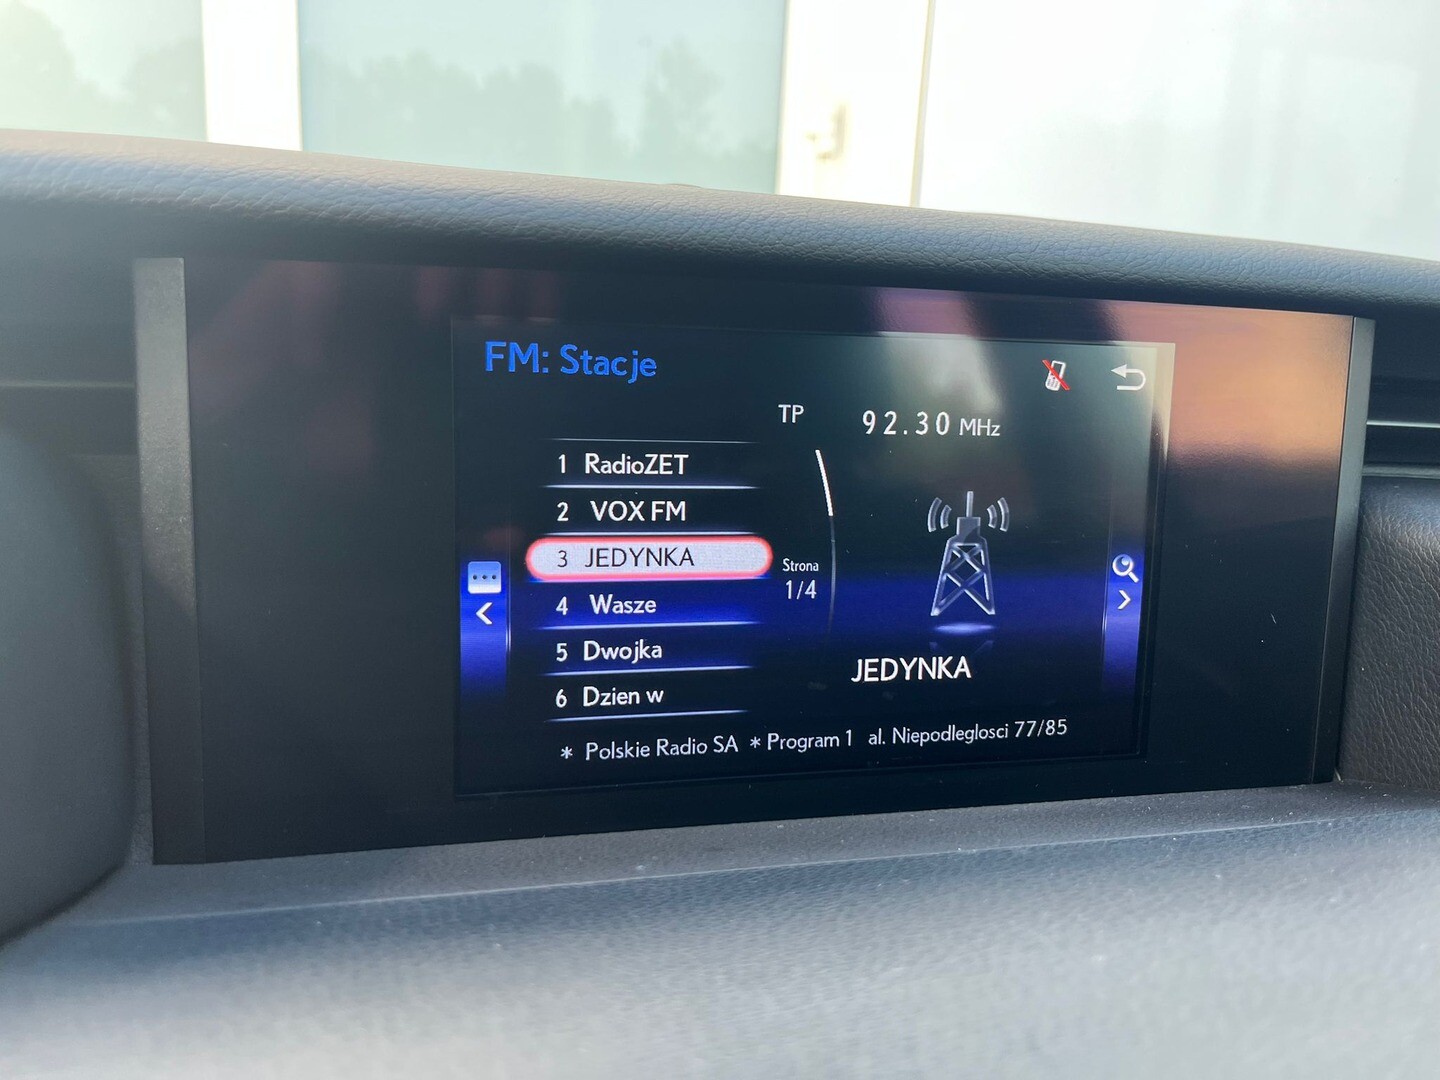 FM: Stacje
TP
92.30 MHz
1 RadioZET
2 VOX FM
3 JEDYNKA
4 Wasze
5 Dwojka
6 Dzien w
Strona
1/4
JEDYNKA
* Polskie Radio SA * Program 1 al. Niepodleglosci 77/85